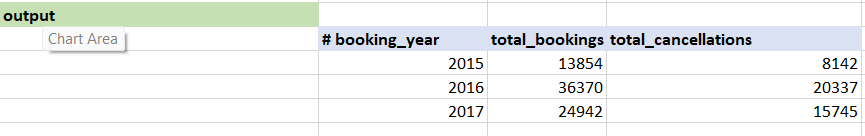 output
Chart Area
# booking_year total_bookings total_cancellations
2015 13854 8142
2016 36370 20337
2017 24942 15745